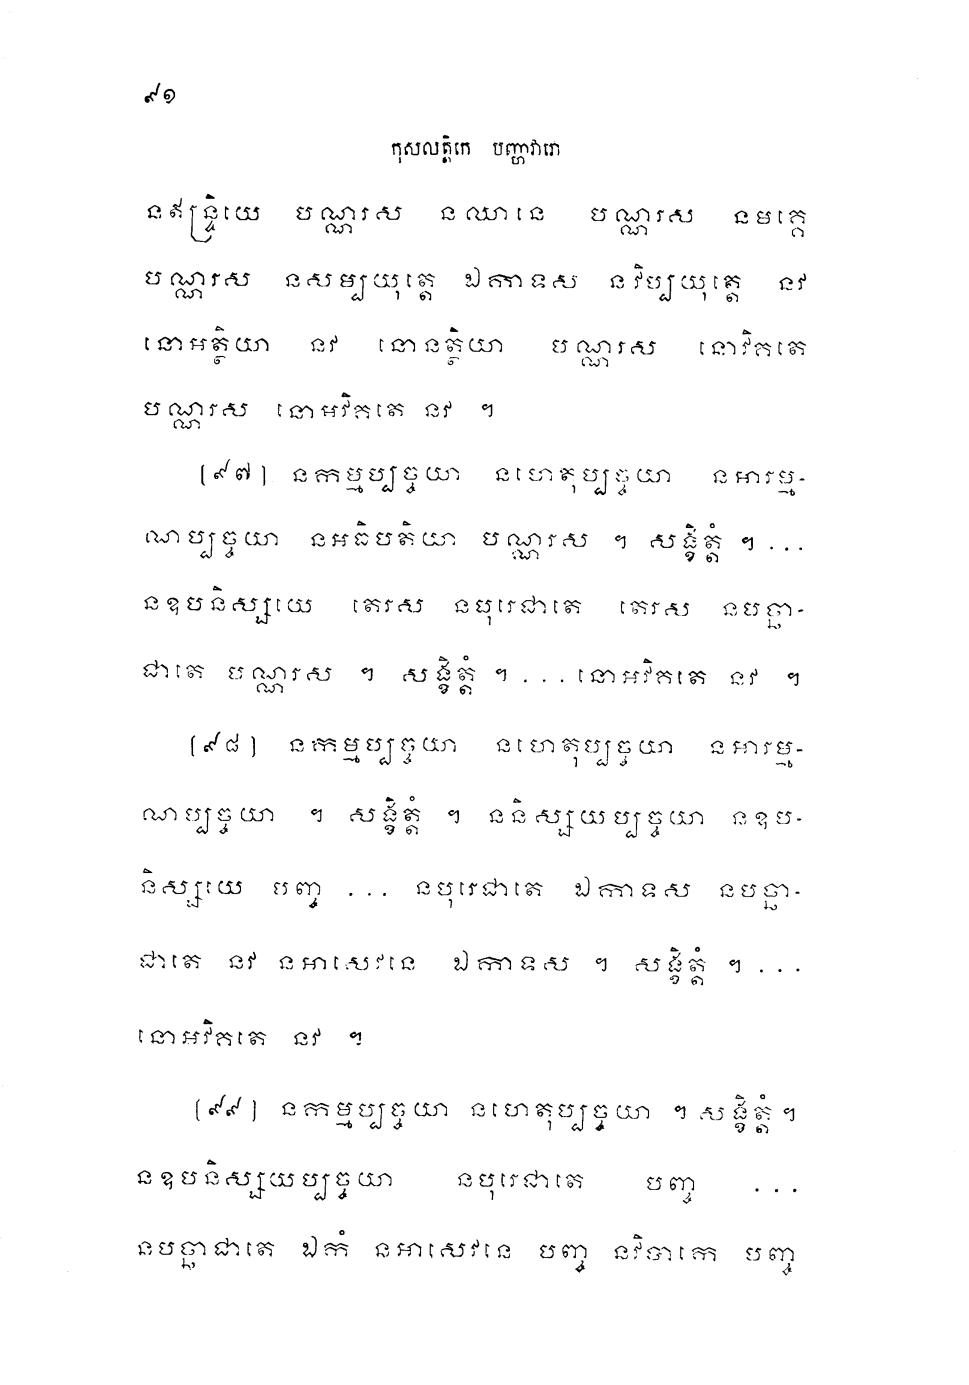 ៩១
កុសលត្តិកេ បញ្ហាវារោ
នឥន្ទ្រិយេ បណ្ណរស នឈានេ បណ្ណរស នមគ្គេ
បណ្ណរស នសម្បយុត្តេ ឯកាទស នវិប្បយុត្តេ នវ
នោអត្ថិយា នវ នោនត្ថិយា បណ្ណរស នោវិគតេ
បណ្ណរស នោអវិគតេ នវ ។
(៩៧) នកម្មប្បច្ចយា នហេតុប្បច្ចយា នអារម្ម-
ណប្បច្ចយា នអធិបតិយា បណ្ណរស ។ សង្ខិត្តំ ។...
នឧបនិស្សយេ តេរស នបុរេជាតេ តេរស នបច្ឆា-
ជាតេ បណ្ណរស ។ សង្ខិត្តំ ។... នោអវិគតេ នវ ។
(៩៨) នកម្មប្បច្ចយា នហេតុប្បច្ចយា នអារម្ម-
ណប្បច្ចយា ។ សង្ខិត្តំ ។ ននិស្សយប្បច្ចយា នឧប-
និស្សយេ បញ្ច ... នបុរេជាតេ ឯកាទស នបច្ឆា-
ជាតេ នវ នអាសេវនេ ឯកាទស ។ សង្ខិត្តំ ។...
នោអវិគតេ នវ ។
(៩៩) នកម្មប្បច្ចយា នហេតុប្បច្ចយា ។ សង្ខិត្តំ ។
នឧបនិស្សយប្បច្ចយា នបុរេជាតេ បញ្ច ...
នបច្ឆាជាតេ ឯកំ នអាសេវនេ បញ្ច នវិបាកេ បញ្ច